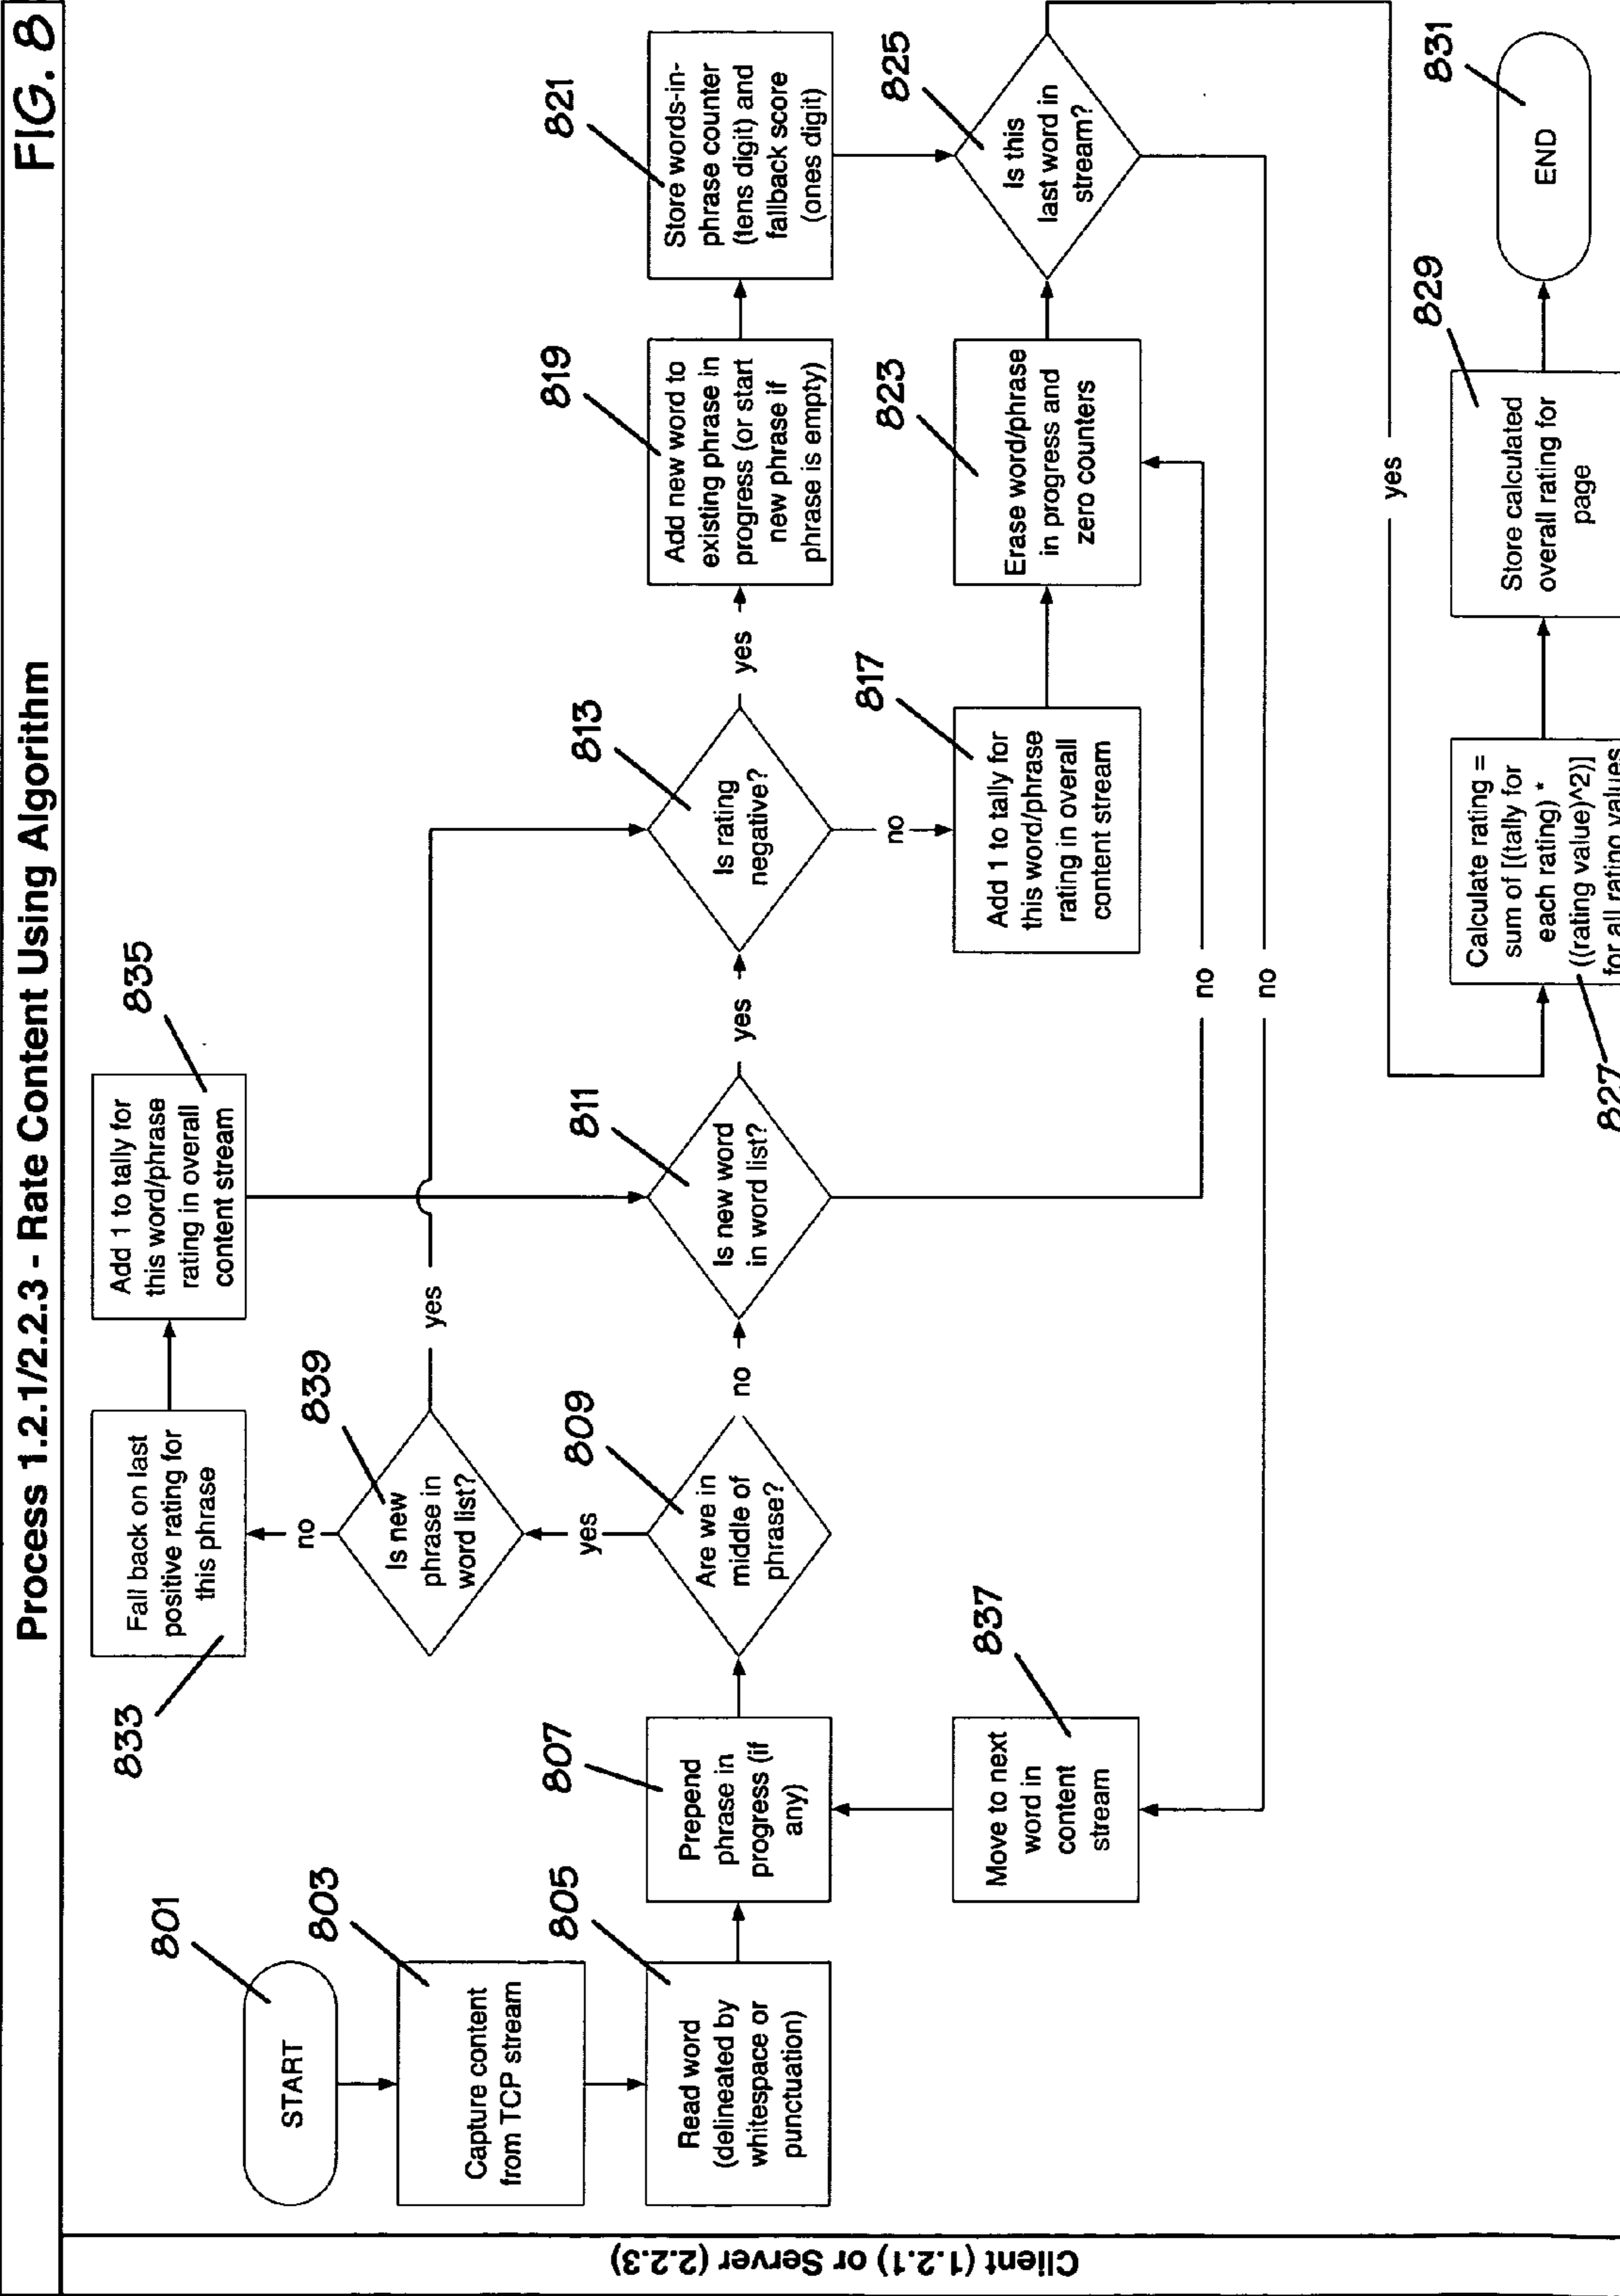 Process 1.2.1/2.2.3 - Rate Content Using Algorithm
FIG. 8
Client (1.2.1) or Server (2.2.3)
801
START
803
Capture content
from TCP stream
805
Read word
(delineated by
whitespace or
punctuation)
807
Prepend
phrase in
progress (if
any)
837
Move to next
word in
content
stream
809
Are we in
middle of
phrase?
yes
no
839
Is new
phrase in
word list?
no
yes
833
Fall back on last
positive rating for
this phrase
835
Add 1 to tally for
this word/phrase
rating in overall
content stream
811
Is new word
in word list?
yes
no
813
Is rating
negative?
yes
no
817
Add 1 to tally for
this word/phrase
rating in overall
content stream
819
Add new word to
existing phrase in
progress (or start
new phrase if
phrase is empty)
821
Store words-in-
phrase counter
(tens digit) and
fallback score
(ones digit)
823
Erase word/phrase
in progress and
zero counters
825
Is this
last word in
stream?
no
yes
827
Calculate rating =
sum of [(tally for
each rating) *
((rating value)^2)]
for all rating values
829
Store calculated
overall rating for
page
831
END